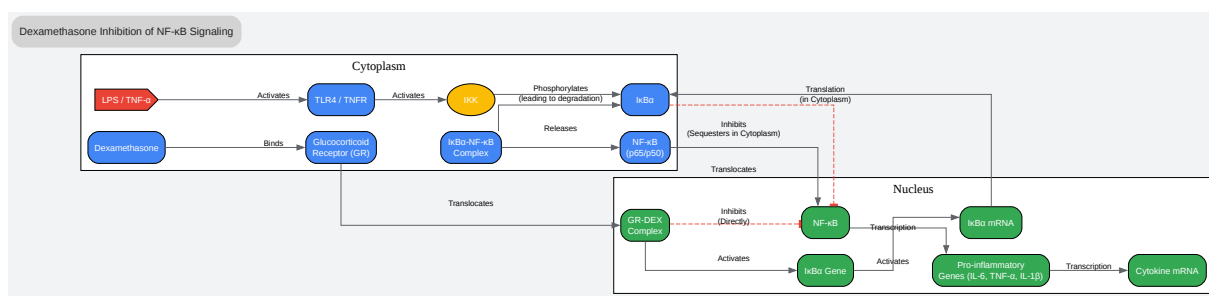 Dexamethasone Inhibition of NF-κB Signaling
Cytoplasm
LPS / TNF-α
Activates
TLR4 / TNFR
Activates
IKK
Phosphorylates
(leading to degradation)
IκBα
Translation
(in Cytoplasm)
Dexamethasone
Binds
Glucocorticoid
Receptor (GR)
IκBα-NF-κB
Complex
Releases
NF-κB
(p65/p50)
Inhibits
(Sequesters in Cytoplasm)
Translocates
Nucleus
Translocates
GR-DEX
Complex
Inhibits
(Directly)
NF-κB
Transcription
IκBα mRNA
Activates
IκBα Gene
Activates
Pro-inflammatory
Genes (IL-6, TNF-α, IL-1β)
Transcription
Cytokine mRNA